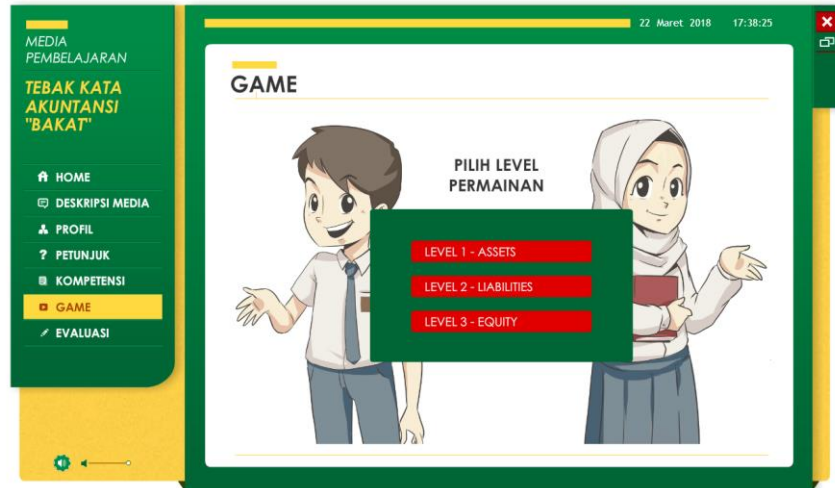 22 Maret 2018 17:38:25
MEDIA
PEMBELAJARAN
TEBAK KATA
AKUNTANSI
"BAKAT"
HOME
DESKRIPSI MEDIA
PROFIL
? PETUNJUK
KOMPETENSI
GAME
EVALUASI
GAME
PILIH LEVEL
PERMAINAN
LEVEL 1 - ASSETS
LEVEL 2 - LIABILITIES
LEVEL 3 - EQUITY